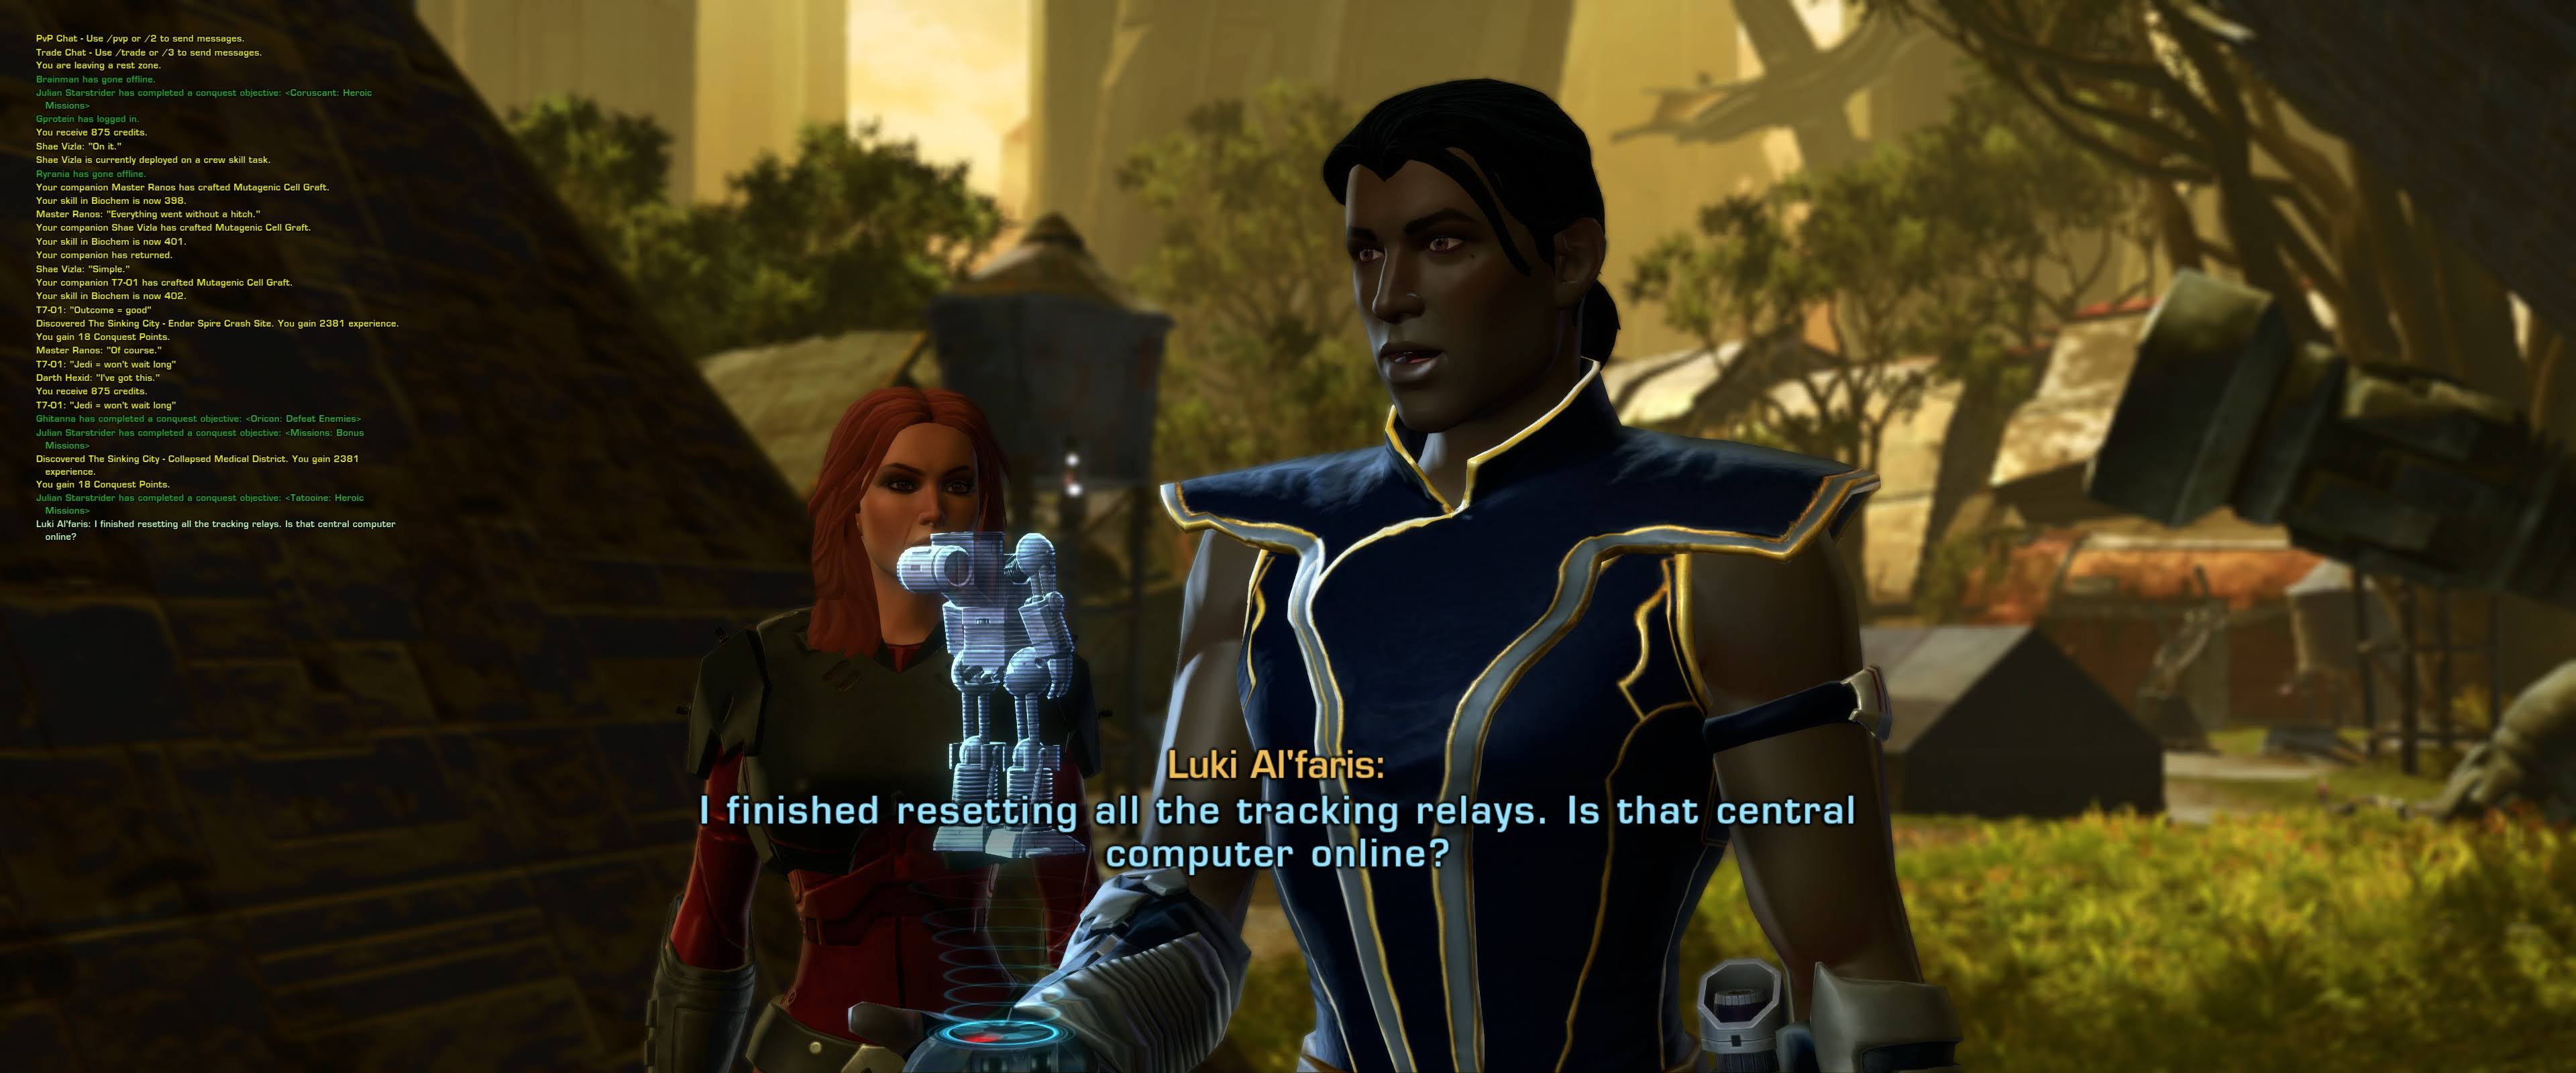 PvP Chat - Use /pvp or /2 to send messages.
Trade Chat - Use /trade or /3 to send messages.
You are leaving a rest zone.
Brainman has gone offline.
Julian Starstrider has completed a conquest objective: <Coruscant: Heroic
Missions>
Gprotein has logged in.
You receive 875 credits.
Shae Vizla: "On it."
Shae Vizla is currently deployed on a crew skill task.
Ryrania has gone offline.
Your companion Master Ranos has crafted Mutagenic Cell Graft.
Your skill in Biochem is now 398.
Master Ranos: "Everything went without a hitch."
Your companion Shae Vizla has crafted Mutagenic Cell Graft.
Your skill in Biochem is now 401.
Your companion has returned.
Shae Vizla: "Simple."
Your companion T7-01 has crafted Mutagenic Cell Graft.
Your skill in Biochem is now 402.
T7-01: "Outcome = good"
Discovered The Sinking City - Endar Spire Crash Site. You gain 2381 experience.
You gain 18 Conquest Points.
Master Ranos: "Of course."
T7-01: "Jedi = won't wait long"
Darth Hexid: "I've got this."
You receive 875 credits.
T7-01: "Jedi = won't wait long"
Ghitanna has completed a conquest objective: <Oricon: Defeat Enemies>
Julian Starstrider has completed a conquest objective: <Missions: Bonus
Missions>
Discovered The Sinking City - Collapsed Medical District. You gain 2381
experience.
You gain 18 Conquest Points.
Julian Starstrider has completed a conquest objective: <Tatooine: Heroic
Missions>
Luki Al'faris: I finished resetting all the tracking relays. Is that central computer
online?
Luki Al'faris:
I finished resetting all the tracking relays. Is that central
computer online?